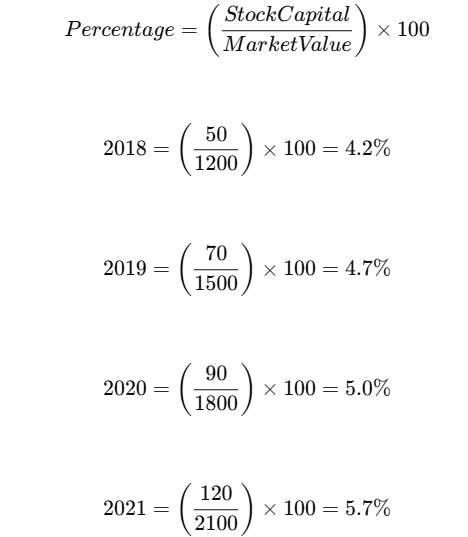 Percentage = (StockCapital / MarketValue) × 100
2018 = (50 / 1200) × 100 = 4.2%
2019 = (70 / 1500) × 100 = 4.7%
2020 = (90 / 1800) × 100 = 5.0%
2021 = (120 / 2100) × 100 = 5.7%